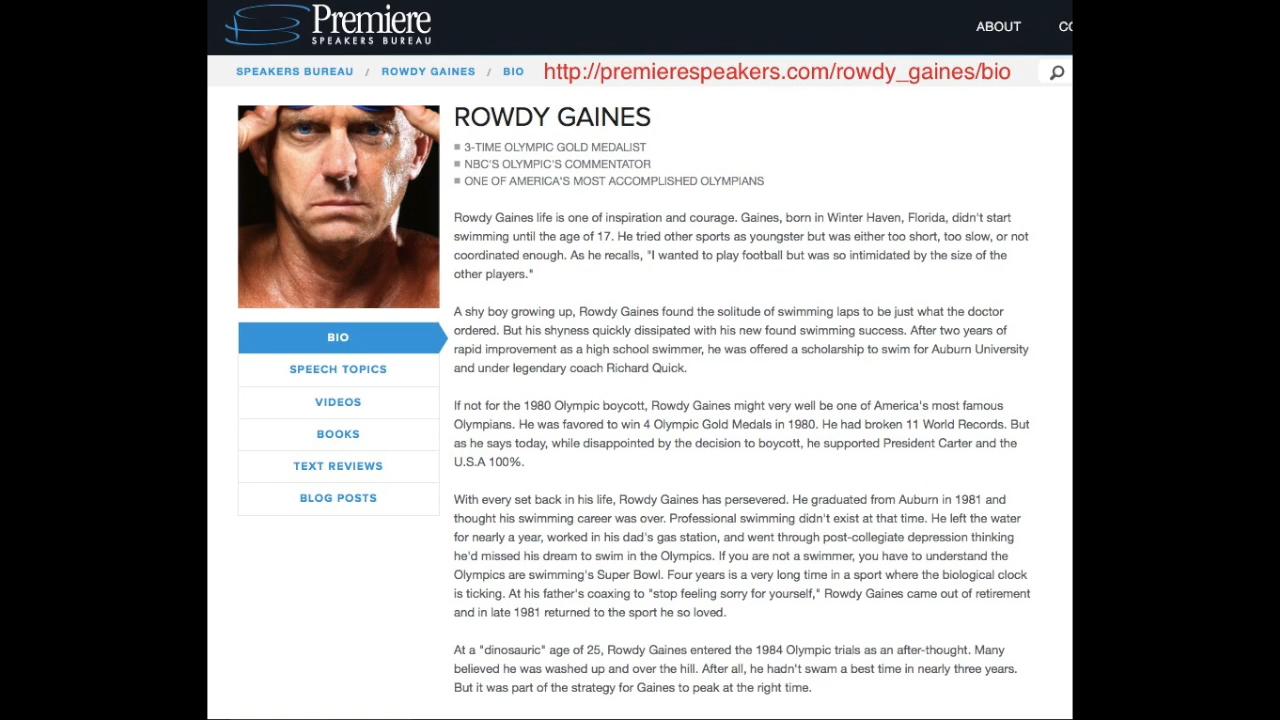 Premiere
SPEAKERS BUREAU
ABOUT
SPEAKERS BUREAU / ROWDY GAINES / BIO
http://premierespeakers.com/rowdy_gaines/bio
ROWDY GAINES
3-TIME OLYMPIC GOLD MEDALIST
NBC'S OLYMPIC'S COMMENTATOR
ONE OF AMERICA'S MOST ACCOMPLISHED OLYMPIANS
Rowdy Gaines life is one of inspiration and courage. Gaines, born in Winter Haven, Florida, didn't start
swimming until the age of 17. He tried other sports as youngster but was either too short, too slow, or not
coordinated enough. As he recalls, "I wanted to play football but was so intimidated by the size of the
other players."
A shy boy growing up, Rowdy Gaines found the solitude of swimming laps to be just what the doctor
ordered. But his shyness quickly dissipated with his new found swimming success. After two years of
rapid improvement as a high school swimmer, he was offered a scholarship to swim for Auburn University
and under legendary coach Richard Quick.
If not for the 1980 Olympic boycott, Rowdy Gaines might very well be one of America's most famous
Olympians. He was favored to win 4 Olympic Gold Medals in 1980. He had broken 11 World Records. But
as he says today, while disappointed by the decision to boycott, he supported President Carter and the
U.S.A 100%.
With every set back in his life, Rowdy Gaines has persevered. He graduated from Auburn in 1981 and
thought his swimming career was over. Professional swimming didn't exist at that time. He left the water
for nearly a year, worked in his dad's gas station, and went through post-collegiate depression thinking
he'd missed his dream to swim in the Olympics. If you are not a swimmer, you have to understand the
Olympics are swimming's Super Bowl. Four years is a very long time in a sport where the biological clock
is ticking. At his father's coaxing to "stop feeling sorry for yourself," Rowdy Gaines came out of retirement
and in late 1981 returned to the sport he so loved.
At a "dinosauric" age of 25, Rowdy Gaines entered the 1984 Olympic trials as an after-thought. Many
believed he was washed up and over the hill. After all, he hadn't swam a best time in nearly three years.
But it was part of the strategy for Gaines to peak at the right time.
BIO
SPEECH TOPICS
VIDEOS
BOOKS
TEXT REVIEWS
BLOG POSTS